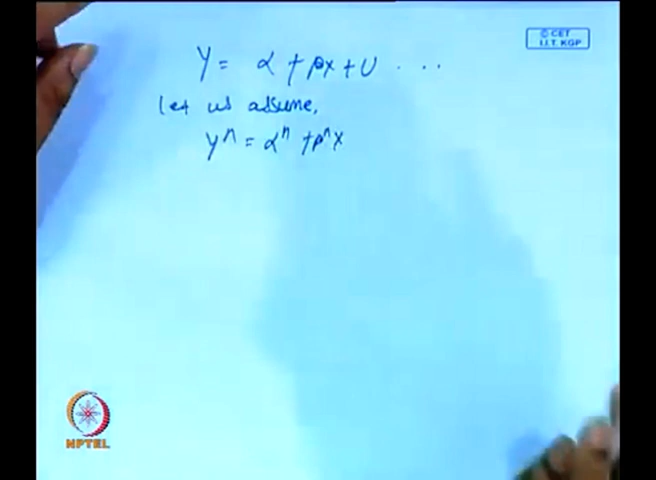 © CET
I.I.T. KGP
Y = α + βx + U . . .
let us assume,
y^n = α^n + β^n x
NPTEL